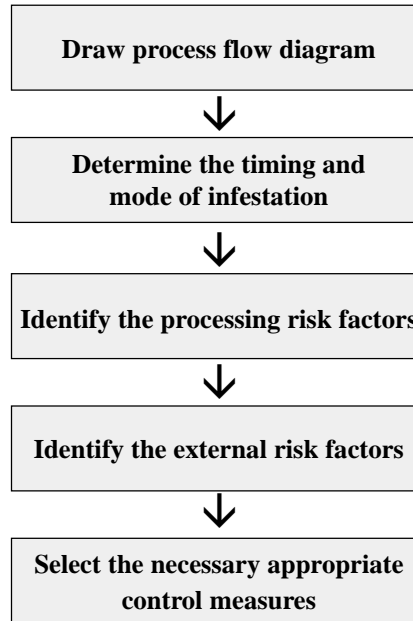 Draw process flow diagram
Determine the timing and
mode of infestation
Identify the processing risk factors
Identify the external risk factors
Select the necessary appropriate
control measures